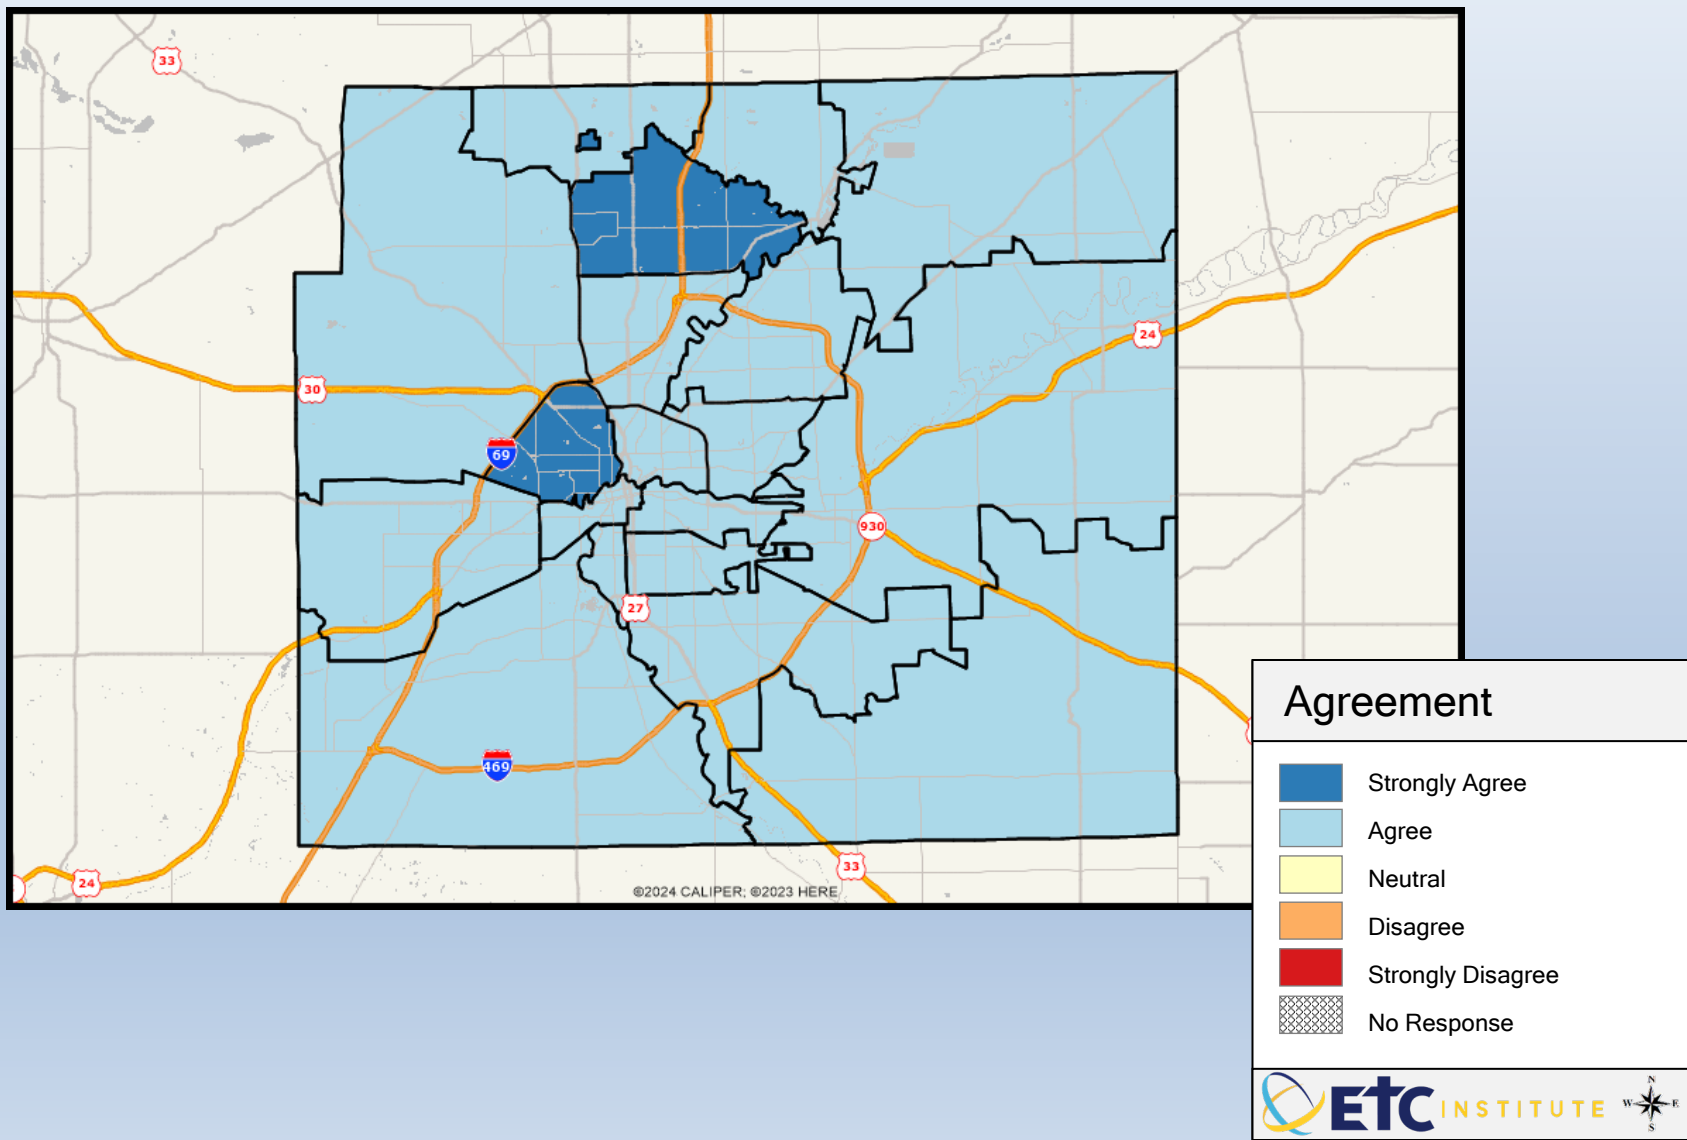 33
24
30
69
930
27
469
33
24
©2024 CALIPER; ©2023 HERE
Agreement
Strongly Agree
Agree
Neutral
Disagree
Strongly Disagree
No Response
ETC INSTITUTE
N
W E
S